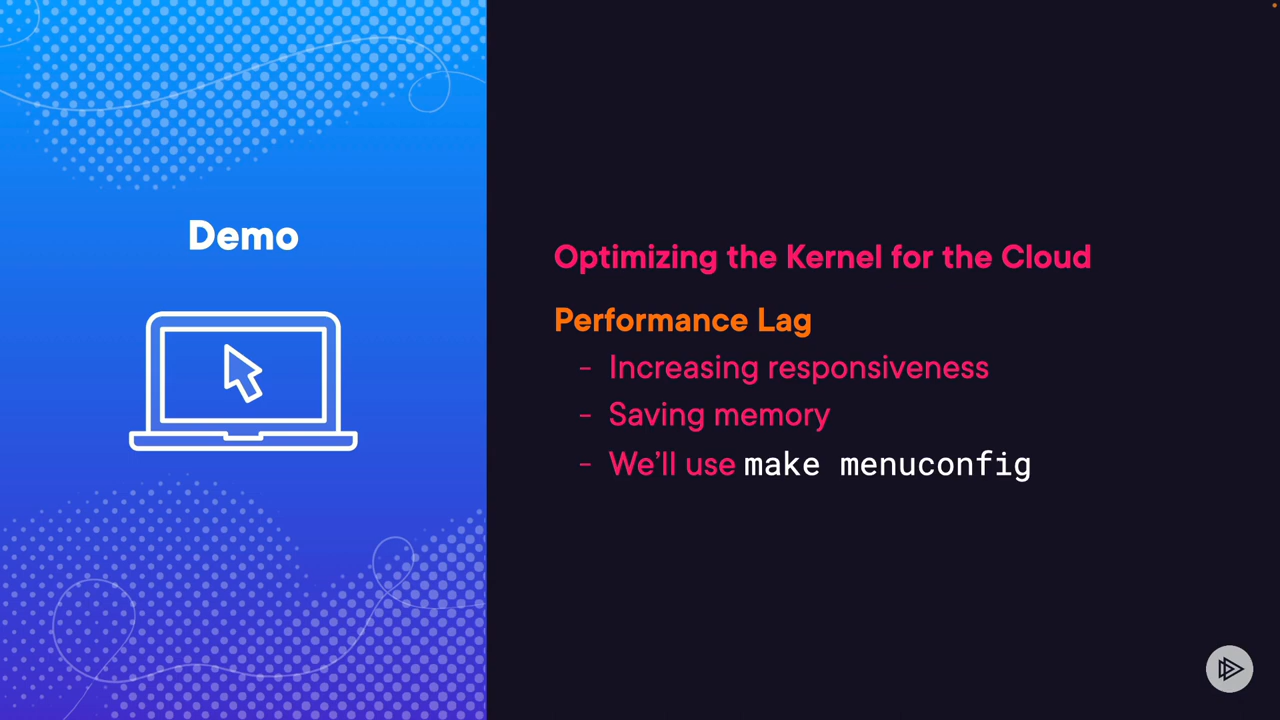 Demo
Optimizing the Kernel for the Cloud
Performance Lag
- Increasing responsiveness
- Saving memory
- We'll use make menuconfig